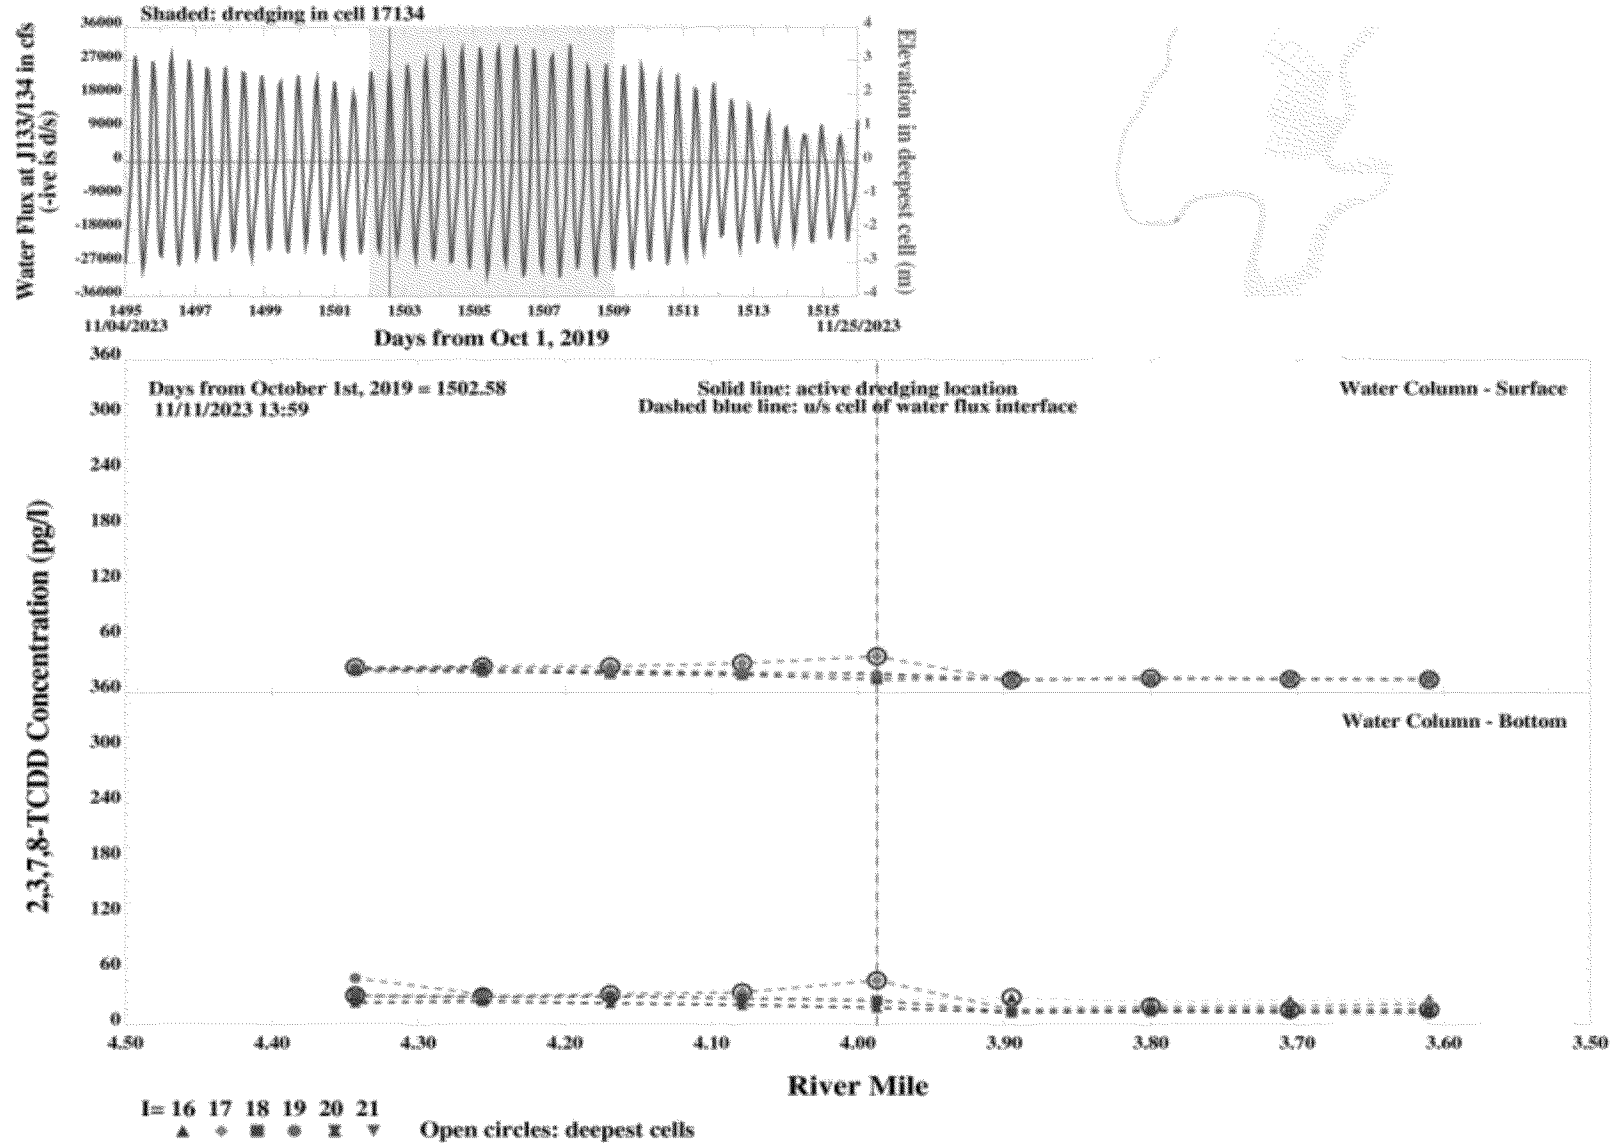 Shaded: dredging in cell 17134
Water Flux at J133/134 in cfs
(-ive is d/s)
36000
27000
18000
9000
0
-9000
-18000
-27000
-36000
4
3
2
1
0
-1
-2
-3
-4
Elevation in deepest cell (m)
1495 1497 1499 1501 1503 1505 1507 1509 1511 1513 1515
11/04/2023 11/25/2023
Days from Oct 1, 2019
Days from October 1st, 2019 = 1502.58
11/11/2023 13:59
Solid line: active dredging location
Dashed blue line: u/s cell of water flux interface
Water Column - Surface
2,3,7,8-TCDD Concentration (pg/l)
360
300
240
180
120
60
360
Water Column - Bottom
300
240
180
120
60
0
4.50 4.40 4.30 4.20 4.10 4.00 3.90 3.80 3.70 3.60 3.50
River Mile
I= 16 17 18 19 20 21
Open circles: deepest cells